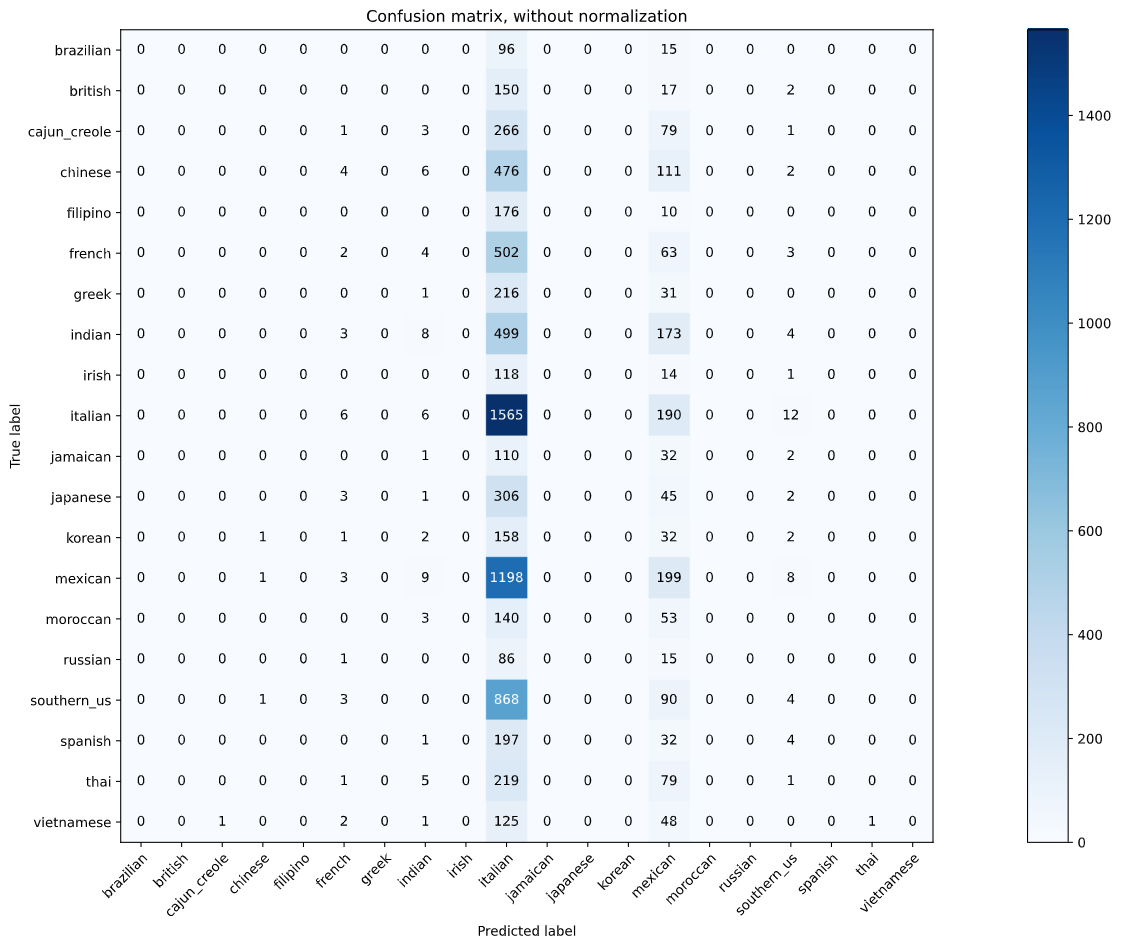 Confusion matrix, without normalization
brazilian 0 0 0 0 0 0 0 0 0 96 0 0 0 15 0 0 0 0 0 0
british 0 0 0 0 0 0 0 0 0 150 0 0 0 17 0 0 2 0 0 0
cajun_creole 0 0 0 0 0 1 0 3 0 266 0 0 0 79 0 0 1 0 0 0
chinese 0 0 0 0 0 4 0 6 0 476 0 0 0 111 0 0 2 0 0 0
filipino 0 0 0 0 0 0 0 0 0 176 0 0 0 10 0 0 0 0 0 0
french 0 0 0 0 0 2 0 4 0 502 0 0 0 63 0 0 3 0 0 0
greek 0 0 0 0 0 0 0 1 0 216 0 0 0 31 0 0 0 0 0 0
indian 0 0 0 0 0 3 0 8 0 499 0 0 0 173 0 0 4 0 0 0
irish 0 0 0 0 0 0 0 0 0 118 0 0 0 14 0 0 1 0 0 0
italian 0 0 0 0 0 6 0 6 0 1565 0 0 0 190 0 0 12 0 0 0
jamaican 0 0 0 0 0 0 0 1 0 110 0 0 0 32 0 0 2 0 0 0
japanese 0 0 0 0 0 3 0 1 0 306 0 0 0 45 0 0 2 0 0 0
korean 0 0 0 1 0 1 0 2 0 158 0 0 0 32 0 0 2 0 0 0
mexican 0 0 0 1 0 3 0 9 0 1198 0 0 0 199 0 0 8 0 0 0
moroccan 0 0 0 0 0 0 0 3 0 140 0 0 0 53 0 0 0 0 0 0
russian 0 0 0 0 0 1 0 0 0 86 0 0 0 15 0 0 0 0 0 0
southern_us 0 0 0 1 0 3 0 0 0 868 0 0 0 90 0 0 4 0 0 0
spanish 0 0 0 0 0 0 0 1 0 197 0 0 0 32 0 0 4 0 0 0
thai 0 0 0 0 0 1 0 5 0 219 0 0 0 79 0 0 1 0 0 0
vietnamese 0 0 1 0 0 2 0 1 0 125 0 0 0 48 0 0 0 0 1 0
brazilian british cajun_creole chinese filipino french greek indian irish italian jamaican japanese korean mexican moroccan russian southern_us spanish thai vietnamese
Predicted label
True label
1400
1200
1000
800
600
400
200
0